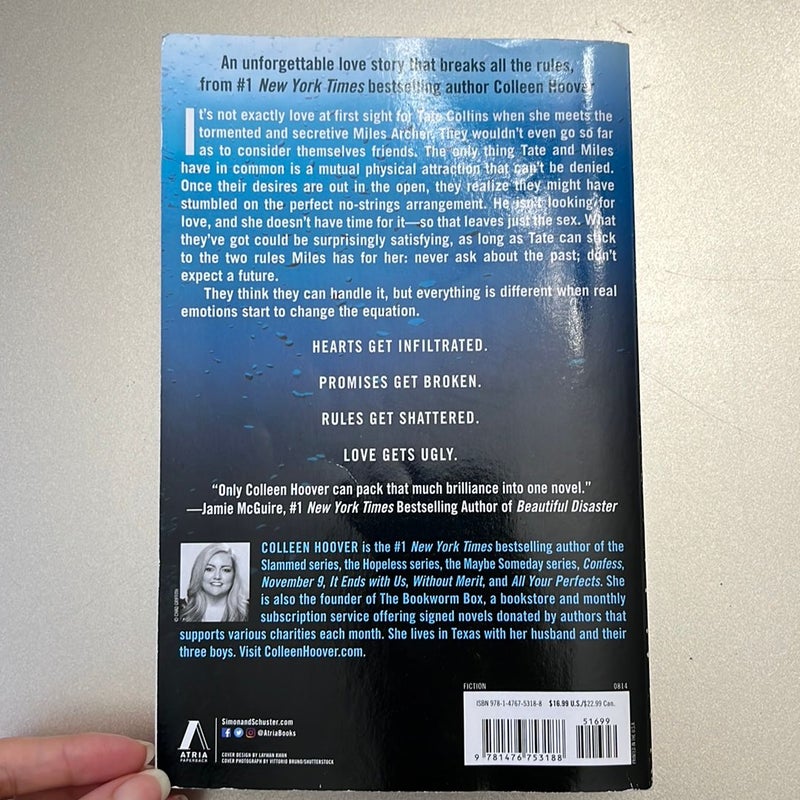 An unforgettable love story that breaks all the rules,
from #1 New York Times bestselling author Colleen Hoover
It's not exactly love at first sight for Tate Collins when she meets the
tormented and secretive Miles Archer. They wouldn't even go so far
as to consider themselves friends. The only thing Tate and Miles
have in common is a mutual physical attraction that can't be denied.
Once their desires are out in the open, they realize they might have
stumbled on the perfect no-strings arrangement. He isn't looking for
love, and she doesn't have time for it—so that leaves just the sex. What
they've got could be surprisingly satisfying, as long as Tate can stick
to the two rules Miles has for her: never ask about the past; don't
expect a future.
They think they can handle it, but everything is different when real
emotions start to change the equation.
HEARTS GET INFILTRATED.
PROMISES GET BROKEN.
RULES GET SHATTERED.
LOVE GETS UGLY.
“Only Colleen Hoover can pack that much brilliance into one novel.”
—Jamie McGuire, #1 New York Times Bestselling Author of Beautiful Disaster
COLLEEN HOOVER is the #1 New York Times bestselling author of the
Slammed series, the Hopeless series, the Maybe Someday series, Confess,
November 9, It Ends with Us, Without Merit, and All Your Perfects. She
is also the founder of The Bookworm Box, a bookstore and monthly
subscription service offering signed novels donated by authors that
supports various charities each month. She lives in Texas with her husband and their
three boys. Visit ColleenHoover.com.
© CHAD GRIFFITH
FICTION 0814
ISBN 978-1-4767-5318-8 $16.99 U.S./$22.99 Can.
51699
9 781476 753188
PRINTED IN THE U.S.A.
ATRIA
PAPERBACK
SimonandSchuster.com
@AtriaBooks
COVER DESIGN BY LAYWAN KWAN
COVER PHOTOGRAPH BY VITTORIO BRUNO/SHUTTERSTOCK